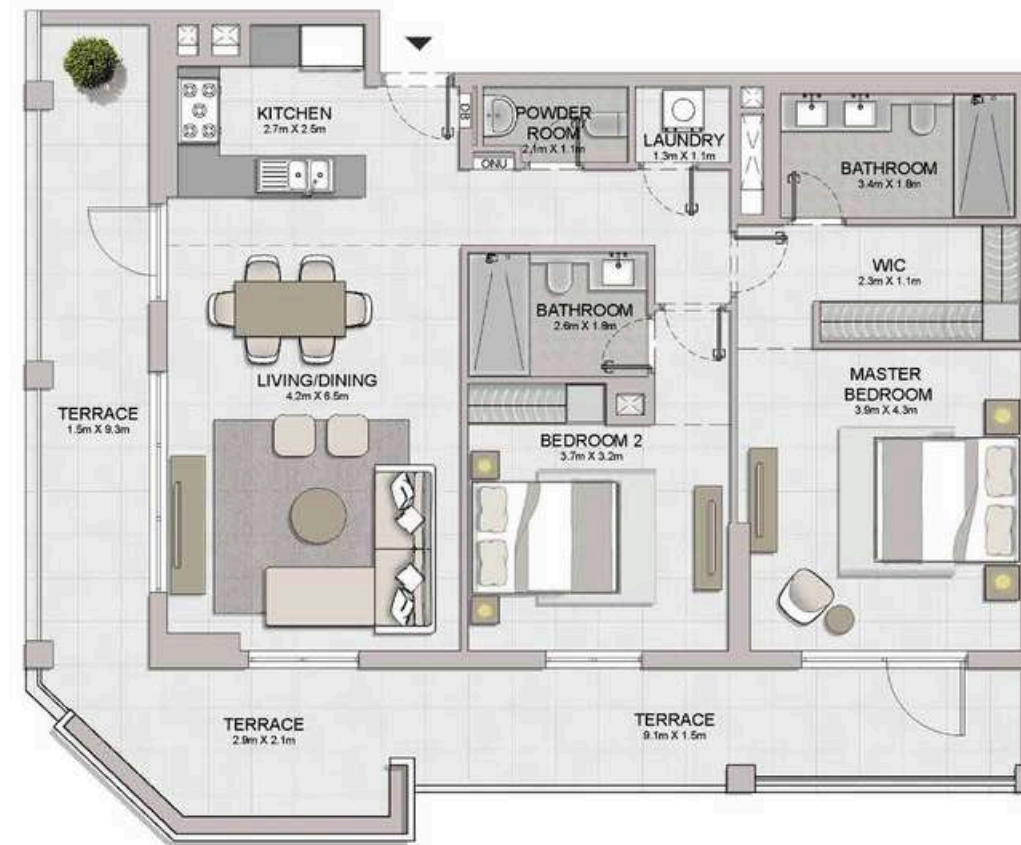 KITCHEN
2.7m X 2.5m
DB
POWDER
ROOM
2.1m X 1.1m
ONU
LAUNDRY
1.3m X 1.1m
BATHROOM
3.4m X 1.8m
WIC
2.3m X 1.1m
BATHROOM
2.6m X 1.8m
LIVING/DINING
4.2m X 6.5m
MASTER
BEDROOM
3.9m X 4.3m
TERRACE
1.5m X 9.3m
BEDROOM 2
3.7m X 3.2m
TERRACE
2.9m X 2.1m
TERRACE
9.1m X 1.5m